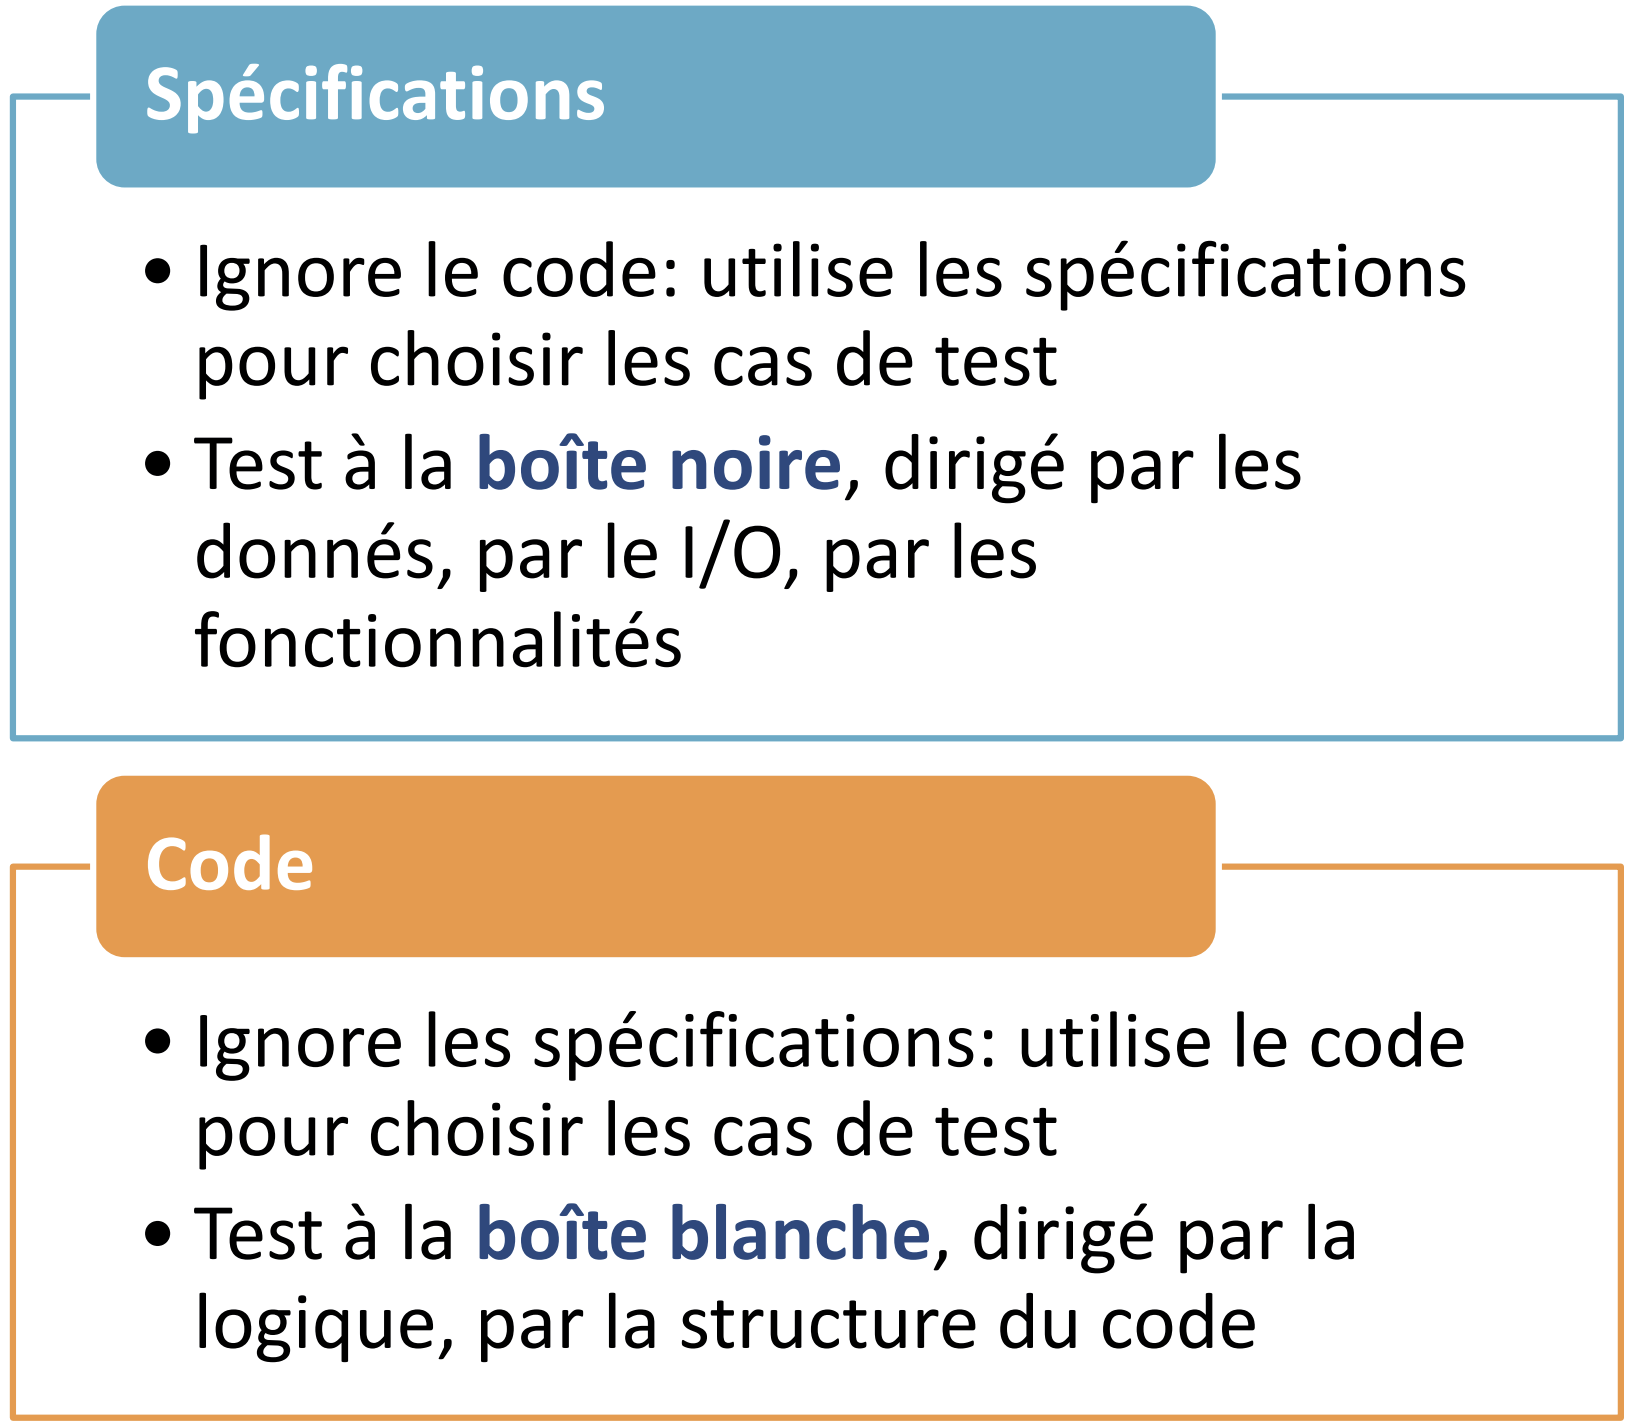 Spécifications
• Ignore le code: utilise les spécifications
pour choisir les cas de test
• Test à la boîte noire, dirigé par les
donnés, par le I/O, par les
fonctionnalités
Code
• Ignore les spécifications: utilise le code
pour choisir les cas de test
• Test à la boîte blanche, dirigé par la
logique, par la structure du code